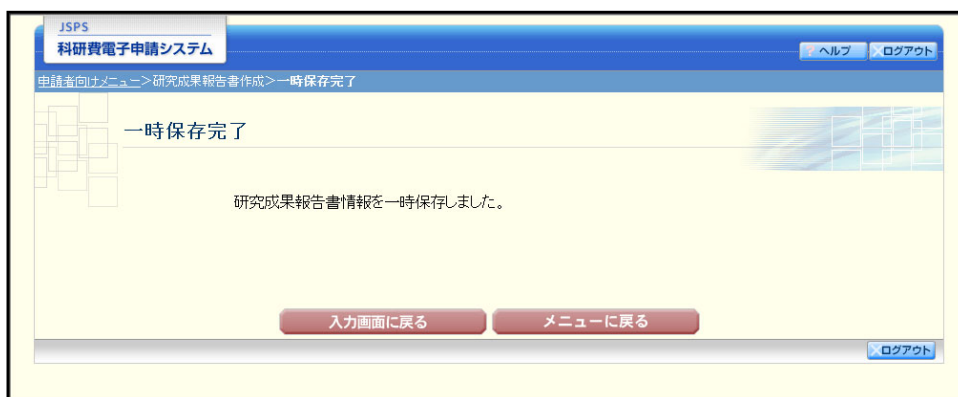 JSPS
科研費電子申請システム
? ヘルプ ×ログアウト
申請者向けメニュー>研究成果報告書作成>一時保存完了
一時保存完了
研究成果報告書情報を一時保存しました。
入力画面に戻る メニューに戻る
×ログアウト